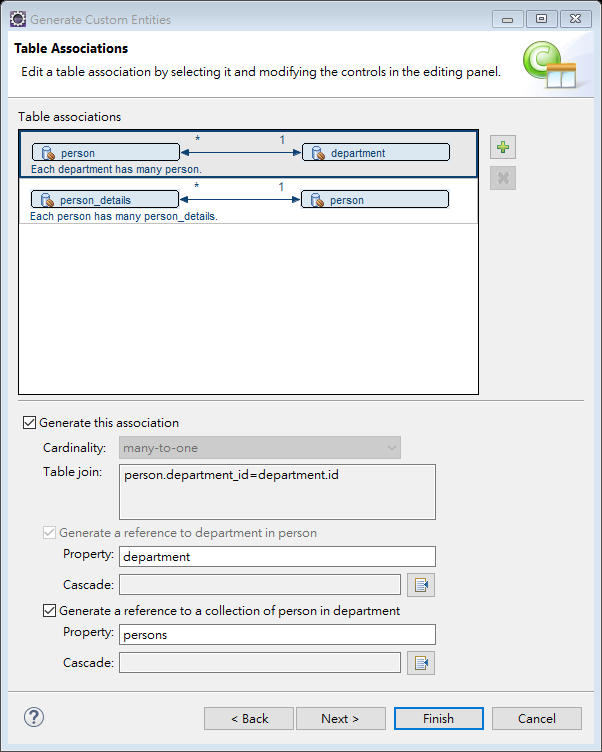 Generate Custom Entities
Table Associations
Edit a table association by selecting it and modifying the controls in the editing panel.
Table associations
* 1
person department
Each department has many person.
* 1
person_details person
Each person has many person_details.
Generate this association
Cardinality: many-to-one
Table join: person.department_id=department.id
Generate a reference to department in person
Property: department
Cascade:
Generate a reference to a collection of person in department
Property: persons
Cascade:
? < Back Next > Finish Cancel